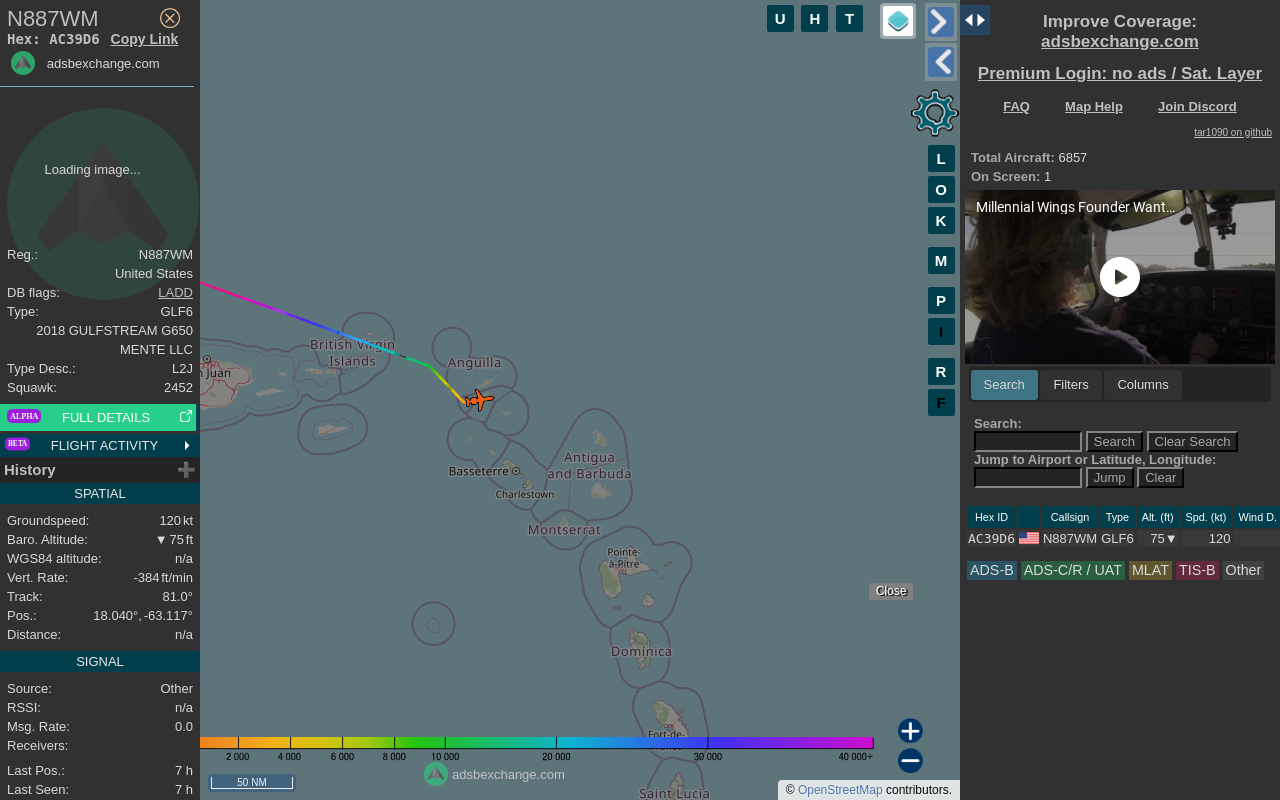 N887WM
Hex: AC39D6 Copy Link
adsbexchange.com
Loading image...
Reg.: N887WM
United States
DB flags: LADD
Type: GLF6
2018 GULFSTREAM G650
MENTE LLC
Type Desc.: L2J
Squawk: 2452
ALPHA FULL DETAILS
BETA FLIGHT ACTIVITY
History
SPATIAL
Groundspeed: 120 kt
Baro. Altitude: ▼ 75 ft
WGS84 altitude: n/a
Vert. Rate: -384 ft/min
Track: 81.0°
Pos.: 18.040°, -63.117°
Distance: n/a
SIGNAL
Source: Other
RSSI: n/a
Msg. Rate: 0.0
Receivers:
Last Pos.: 7 h
Last Seen: 7 h
U H T
L
O
K
M
P
I
R
F
British Virgin
Islands
Anguilla
n Juan
Basseterre
Charlestown
Antigua
and Barbuda
Montserrat
Pointe-
à-Pitre
Dominica
Fort-de-
Saint Lucia
Close
2 000 4 000 6 000 8 000 10 000 20 000 30 000 40 000+
50 NM
adsbexchange.com
© OpenStreetMap contributors.
Improve Coverage:
adsbexchange.com
Premium Login: no ads / Sat. Layer
FAQ Map Help Join Discord
tar1090 on github
Total Aircraft: 6857
On Screen: 1
Millennial Wings Founder Want...
Search Filters Columns
Search:
Search Clear Search
Jump to Airport or Latitude, Longitude:
Jump Clear
Hex ID Callsign Type Alt. (ft) Spd. (kt) Wind D.
AC39D6 N887WM GLF6 75▼ 120
ADS-B ADS-C/R / UAT MLAT TIS-B Other